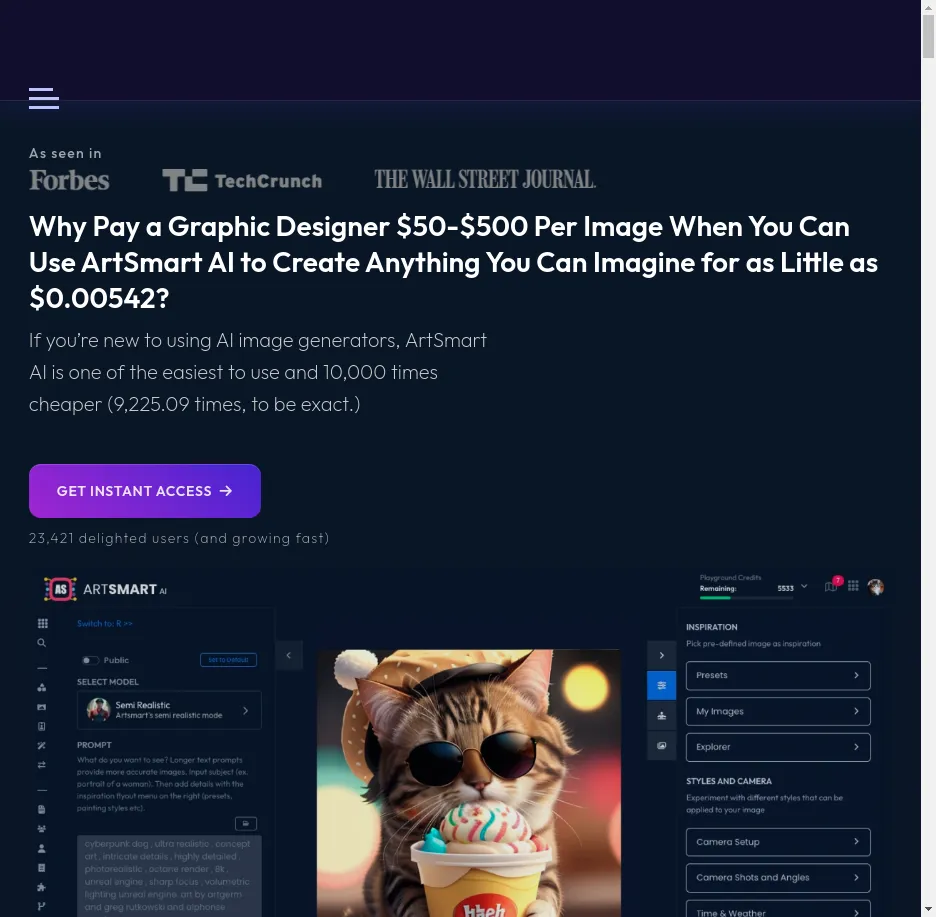 As seen in
Forbes
TC TechCrunch
THE WALL STREET JOURNAL.
Why Pay a Graphic Designer $50-$500 Per Image When You Can
Use ArtSmart AI to Create Anything You Can Imagine for as Little as
$0.00542?
If you’re new to using AI image generators, ArtSmart
AI is one of the easiest to use and 10,000 times
cheaper (9,225.09 times, to be exact.)
GET INSTANT ACCESS →
23,421 delighted users (and growing fast)
AS ARTSMART AI
Playground Credits
Remaining: 5533
7
Switch to: R >>
Public
Set to Default
SELECT MODEL
Semi Realistic
Artsmart's semi realistic mode
PROMPT
What do you want to see? Longer text prompts
provide more accurate images. Input subject (ex.
portrait of a woman). Then add details with the
inspiration flyout menu on the right (presets,
painting styles etc).
cyberpunk dog , ultra realistic , concept
art , intricate details , highly detailed ,
photorealistic , octane render , 8k ,
unreal engine , sharp focus , volumetric
lighting unreal engine. art by artgerm
and greg rutkowski and alphonse
INSPIRATION
Pick pre-defined image as inspiration
Presets
My Images
Explorer
STYLES AND CAMERA
Experiment with different styles that can be
applied to your image
Camera Setup
Camera Shots and Angles
Time & Weather